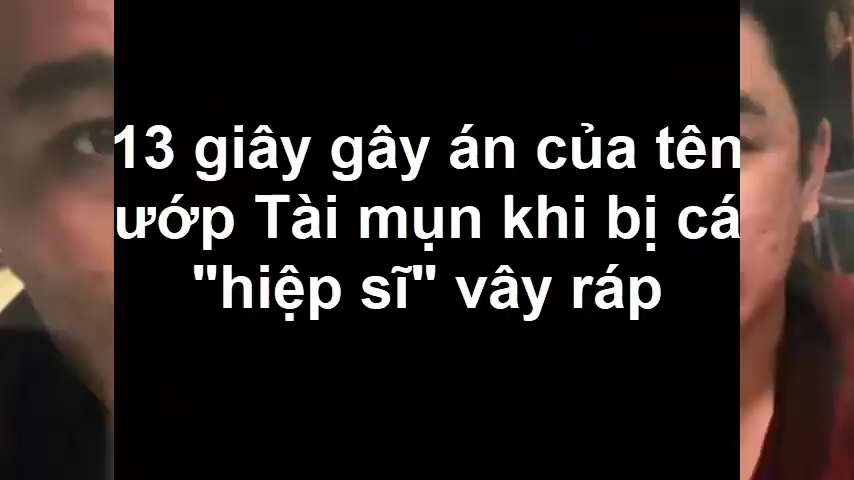 13 giây gây án của tên
ướp Tài mụn khi bị cá
"hiệp sĩ" vây ráp